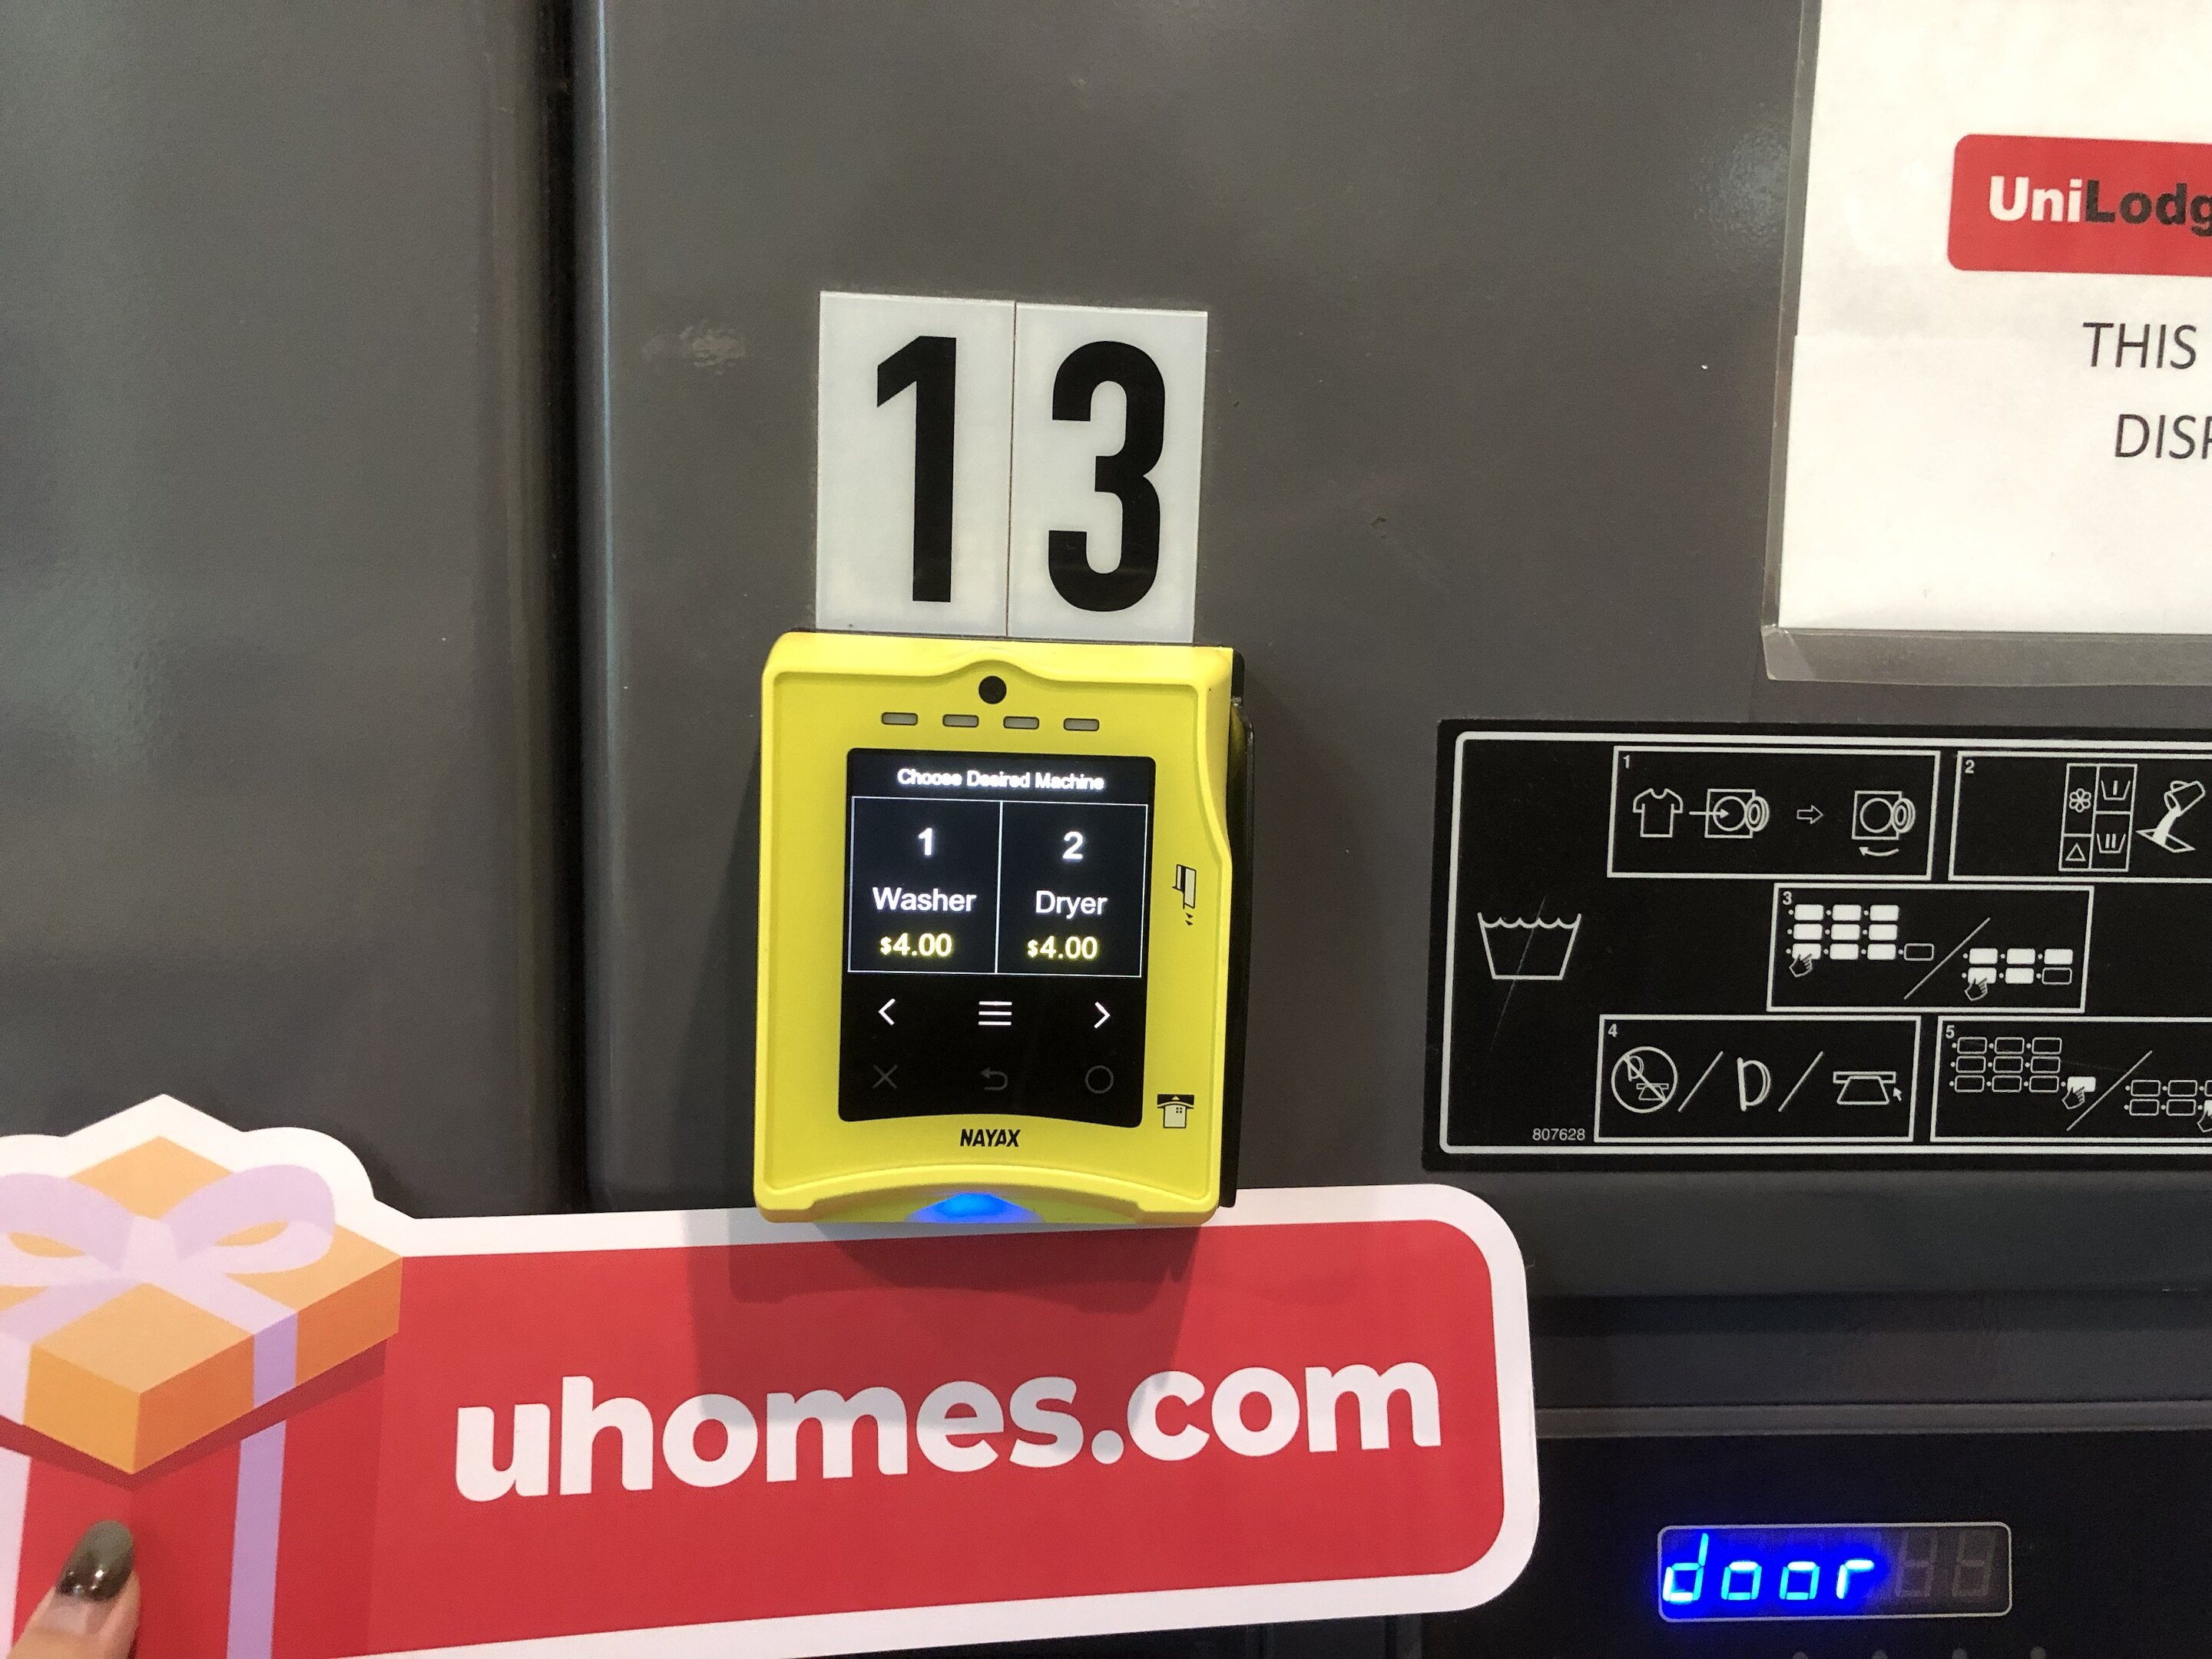 13
UniLodg
THIS
DISP
Choose Desired Machine
1
Washer
$4.00
2
Dryer
$4.00
NAYAX
1
2
3
4
5
807628
uhomes.com
door